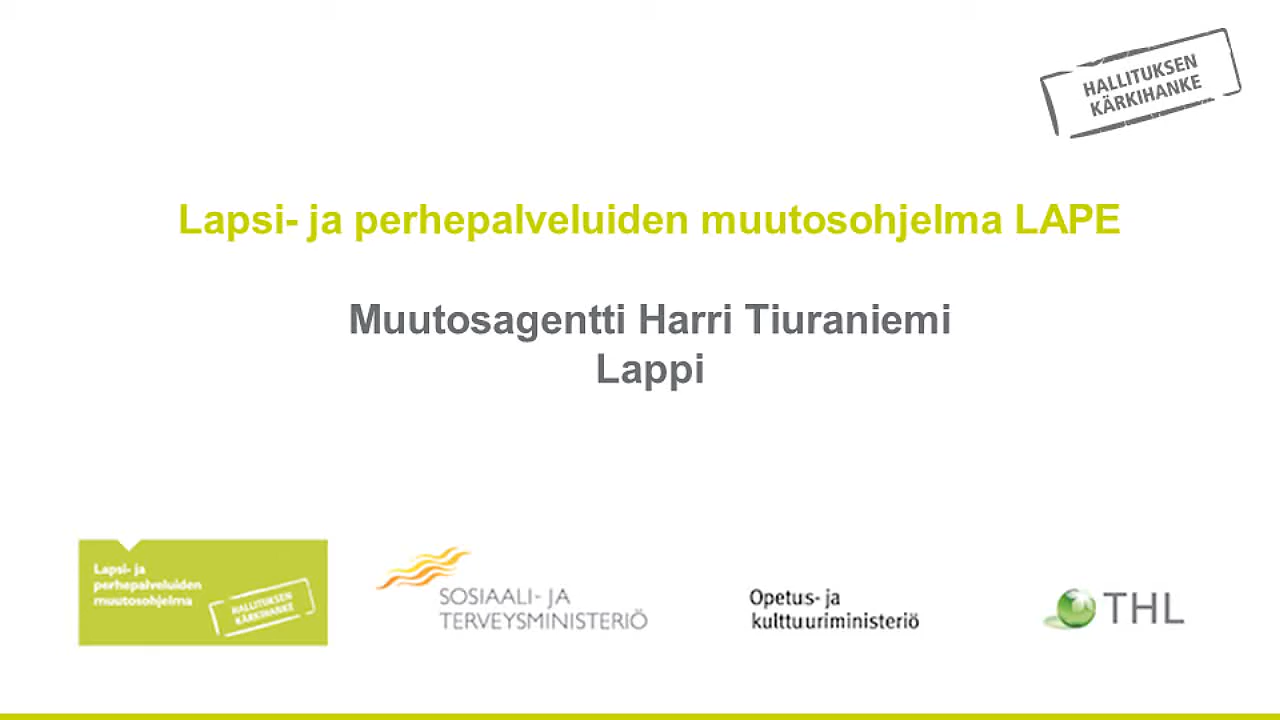 HALLITUKSEN
KÄRKIHANKE
Lapsi- ja perhepalveluiden muutosohjelma LAPE
Muutosagentti Harri Tiuraniemi
Lappi
Lapsi- ja
perhepalveluiden
muutosohjelma
HALLITUKSEN
KÄRKIHANKE
SOSIAALI- JA
TERVEYSMINISTERIÖ
Opetus- ja
kulttuuriministeriö
THL